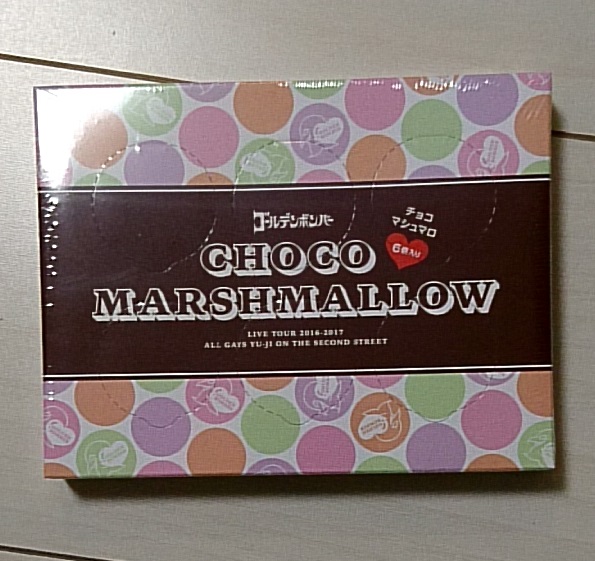 ゴールデンボンバー
チョコ
マシュマロ
6個入り
CHOCO
MARSHMALLOW
LIVE TOUR 2016-2017
ALL GAYS YU-JI ON THE SECOND STREET